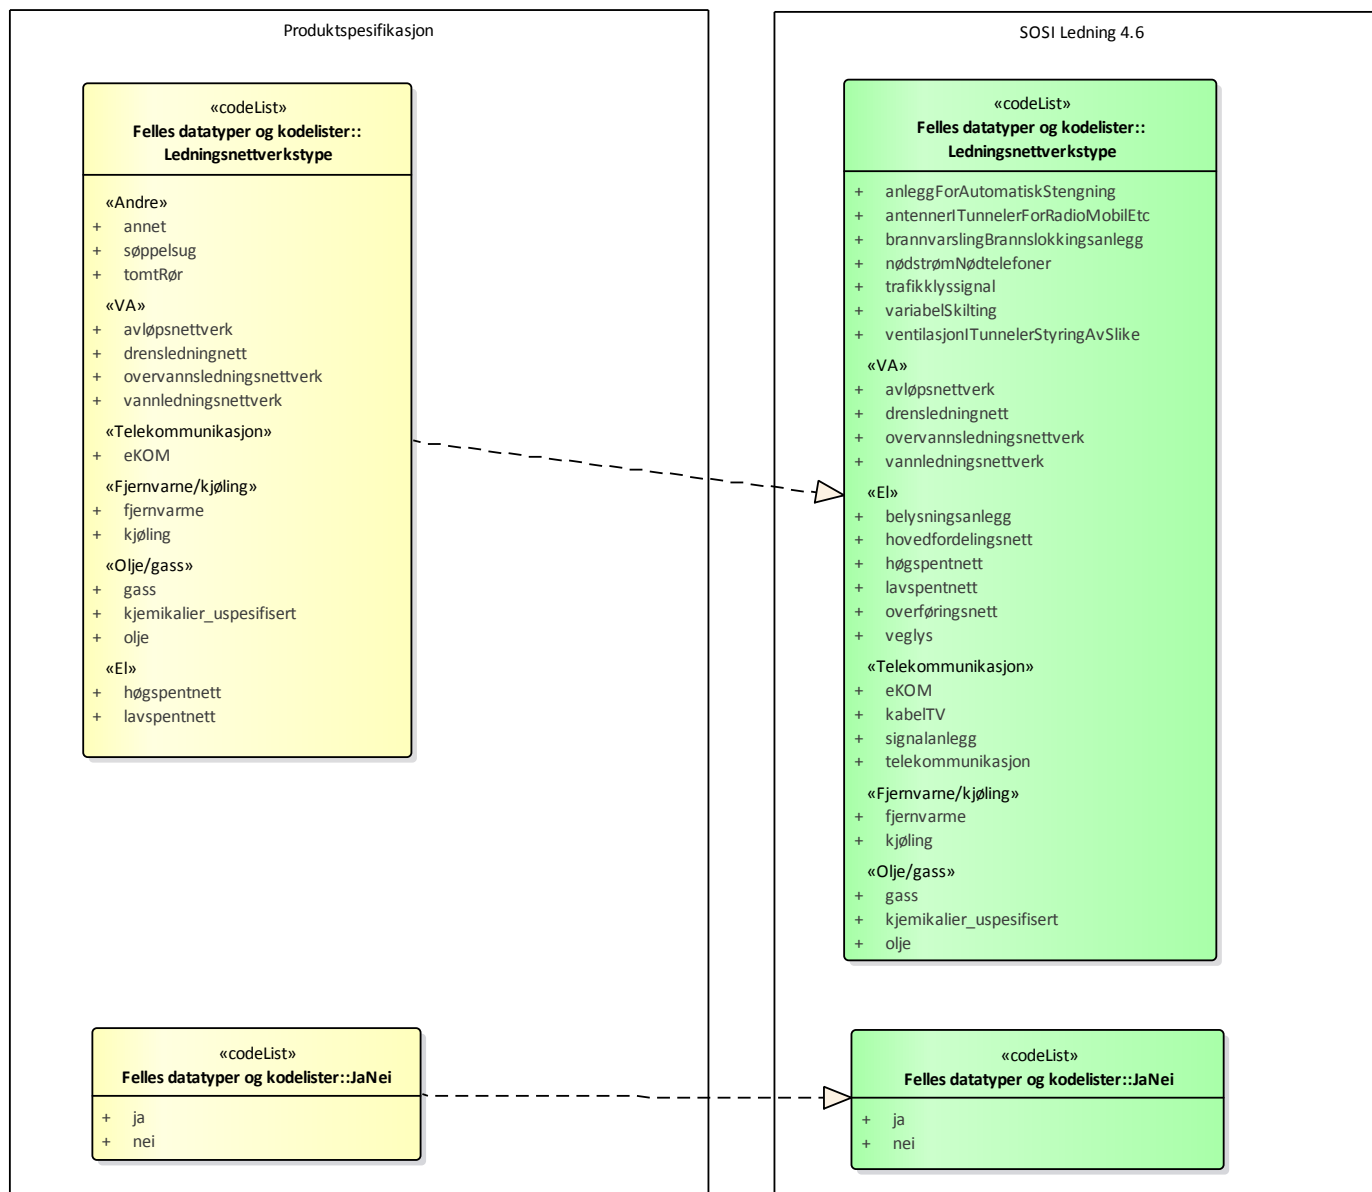 Produktspesifikasjon
«codeList»
Felles datatyper og kodelister::
Ledningsnettverkstype
«Andre»
+ annet
+ søppelsug
+ tomtRør
«VA»
+ avløpsnettverk
+ drensledningnett
+ overvannsledningsnettverk
+ vannledningsnettverk
«Telekommunikasjon»
+ eKOM
«Fjernvarne/kjøling»
+ fjernvarme
+ kjøling
«Olje/gass»
+ gass
+ kjemikalier_uspesifisert
+ olje
«El»
+ høgspentnett
+ lavspentnett
«codeList»
Felles datatyper og kodelister::JaNei
+ ja
+ nei
SOSI Ledning 4.6
«codeList»
Felles datatyper og kodelister::
Ledningsnettverkstype
+ anleggForAutomatiskStengning
+ antennerITunnelerForRadioMobilEtc
+ brannvarslingBrannslokkingsanlegg
+ nødstrømNødtelefoner
+ trafikklyssignal
+ variabelSkilting
+ ventilasjonITunnelerStyringAvSlike
«VA»
+ avløpsnettverk
+ drensledningnett
+ overvannsledningsnettverk
+ vannledningsnettverk
«El»
+ belysningsanlegg
+ hovedfordelingsnett
+ høgspentnett
+ lavspentnett
+ overføringsnett
+ veglys
«Telekommunikasjon»
+ eKOM
+ kabelTV
+ signalanlegg
+ telekommunikasjon
«Fjernvarne/kjøling»
+ fjernvarme
+ kjøling
«Olje/gass»
+ gass
+ kjemikalier_uspesifisert
+ olje
«codeList»
Felles datatyper og kodelister::JaNei
+ ja
+ nei